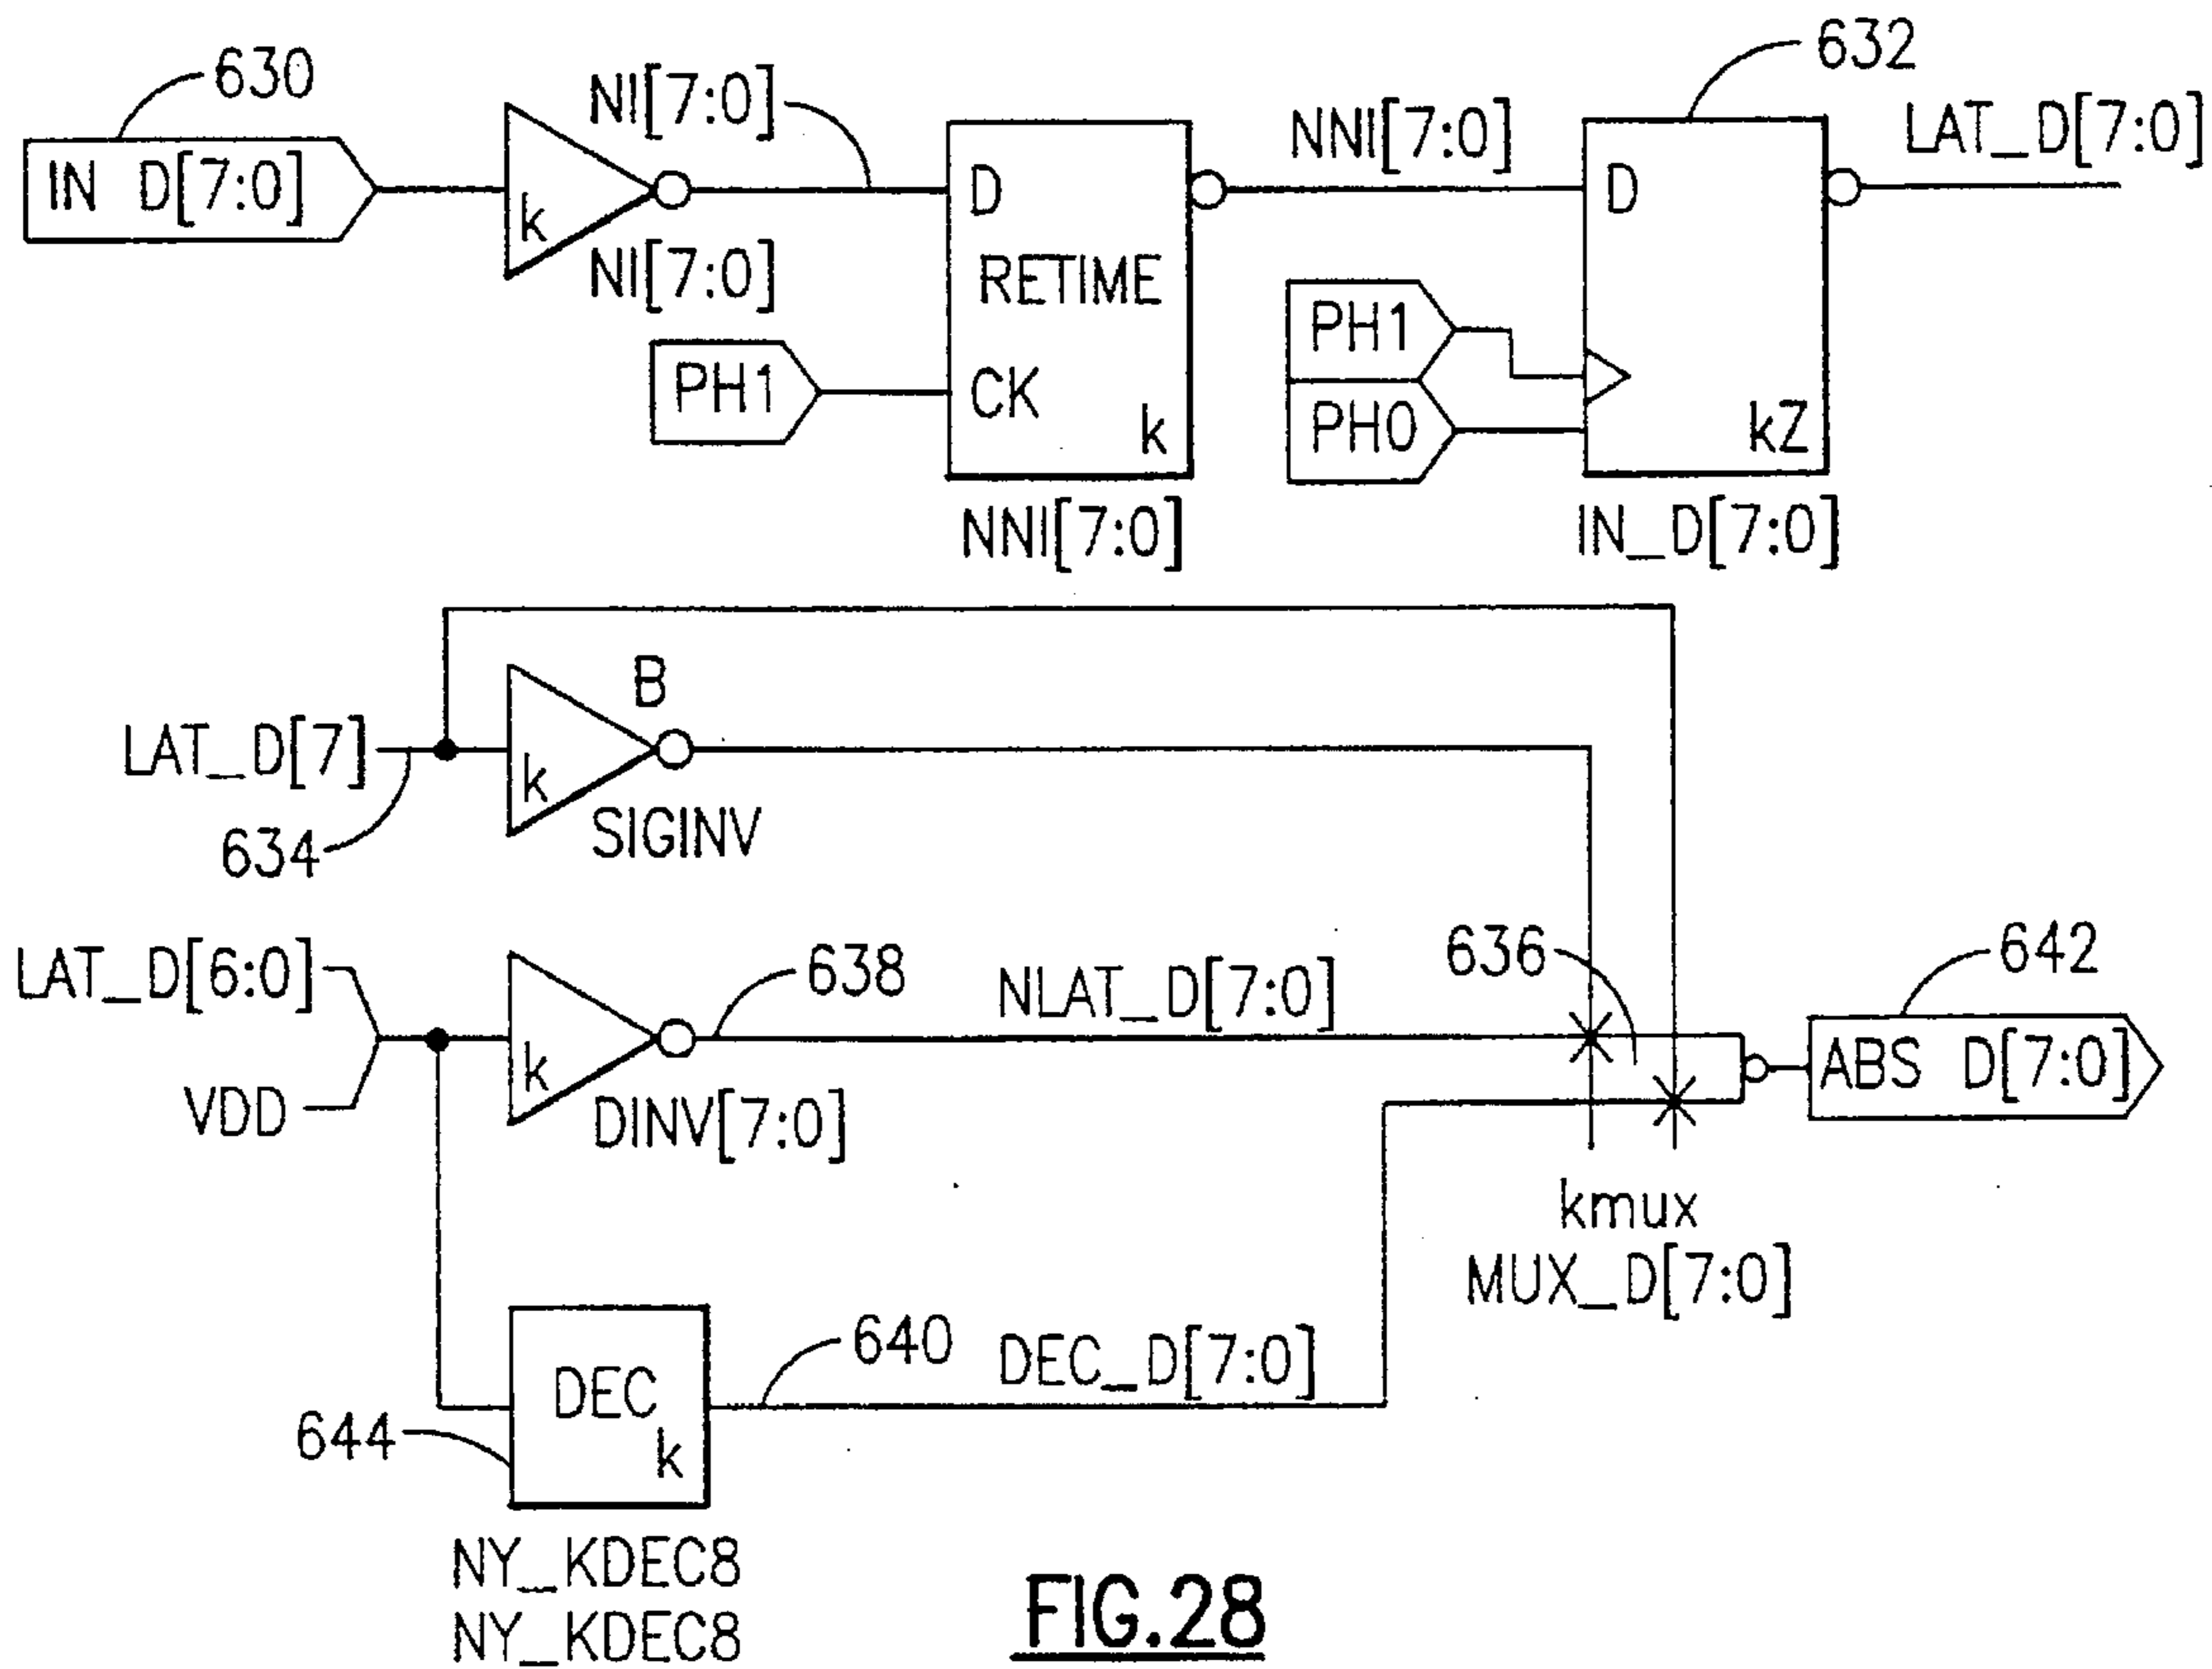 630
IN D[7:0]
NI[7:0]
k
NI[7:0]
PH1
D
RETIME
CK
k
NNI[7:0]
NNI[7:0]
PH1
PH0
632
D
kZ
IN_D[7:0]
LAT_D[7:0]
LAT_D[7]
634
B
k
SIGINV
LAT_D[6:0]
VDD
k
638
DINV[7:0]
NLAT_D[7:0]
636
642
ABS D[7:0]
kmux
MUX_D[7:0]
644
DEC
k
640
DEC_D[7:0]
NY_KDEC8
NY_KDEC8
FIG.28